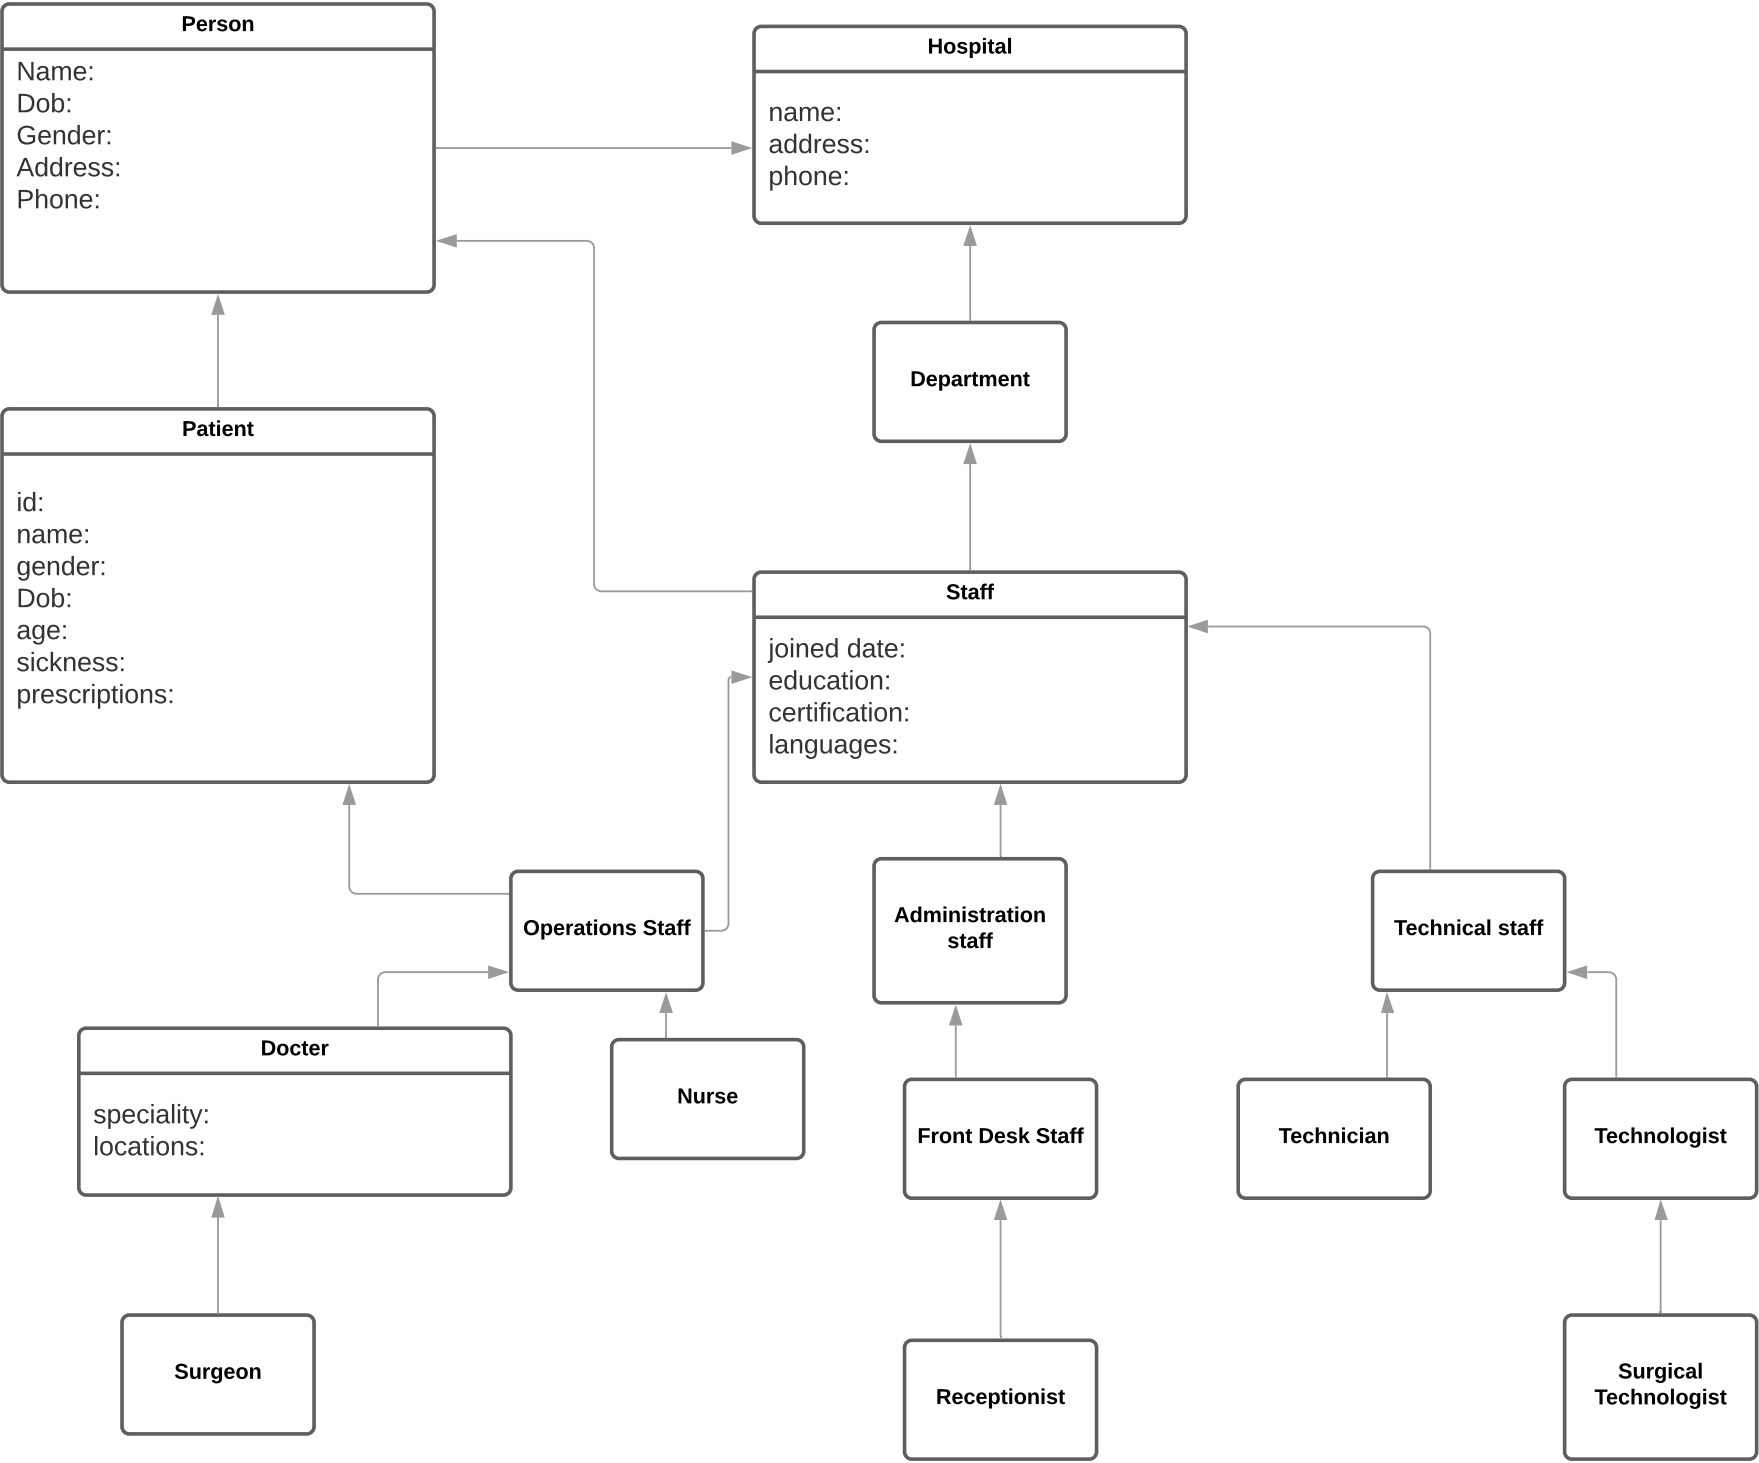 Person
Name:
Dob:
Gender:
Address:
Phone:
Hospital
name:
address:
phone:
Department
Patient
id:
name:
gender:
Dob:
age:
sickness:
prescriptions:
Staff
joined date:
education:
certification:
languages:
Operations Staff
Administration
staff
Technical staff
Docter
speciality:
locations:
Nurse
Front Desk Staff
Technician
Technologist
Surgeon
Receptionist
Surgical
Technologist